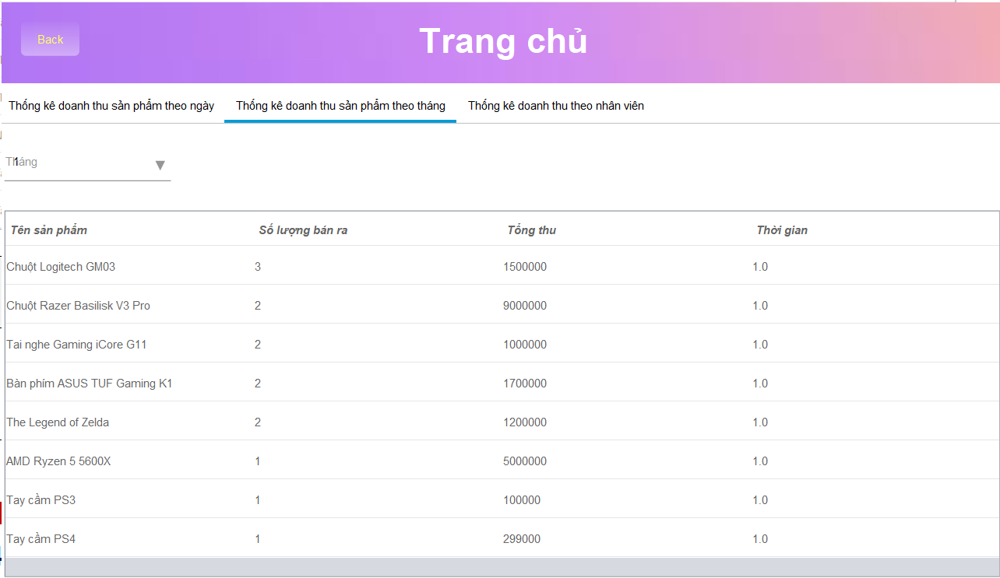 Back
Trang chủ
Thống kê doanh thu sản phẩm theo ngày Thống kê doanh thu sản phẩm theo tháng Thống kê doanh thu theo nhân viên
Tháng
1
Tên sản phẩm Số lượng bán ra Tổng thu Thời gian
Chuột Logitech GM03 3 1500000 1.0
Chuột Razer Basilisk V3 Pro 2 9000000 1.0
Tai nghe Gaming iCore G11 2 1000000 1.0
Bàn phím ASUS TUF Gaming K1 2 1700000 1.0
The Legend of Zelda 2 1200000 1.0
AMD Ryzen 5 5600X 1 5000000 1.0
Tay cầm PS3 1 100000 1.0
Tay cầm PS4 1 299000 1.0